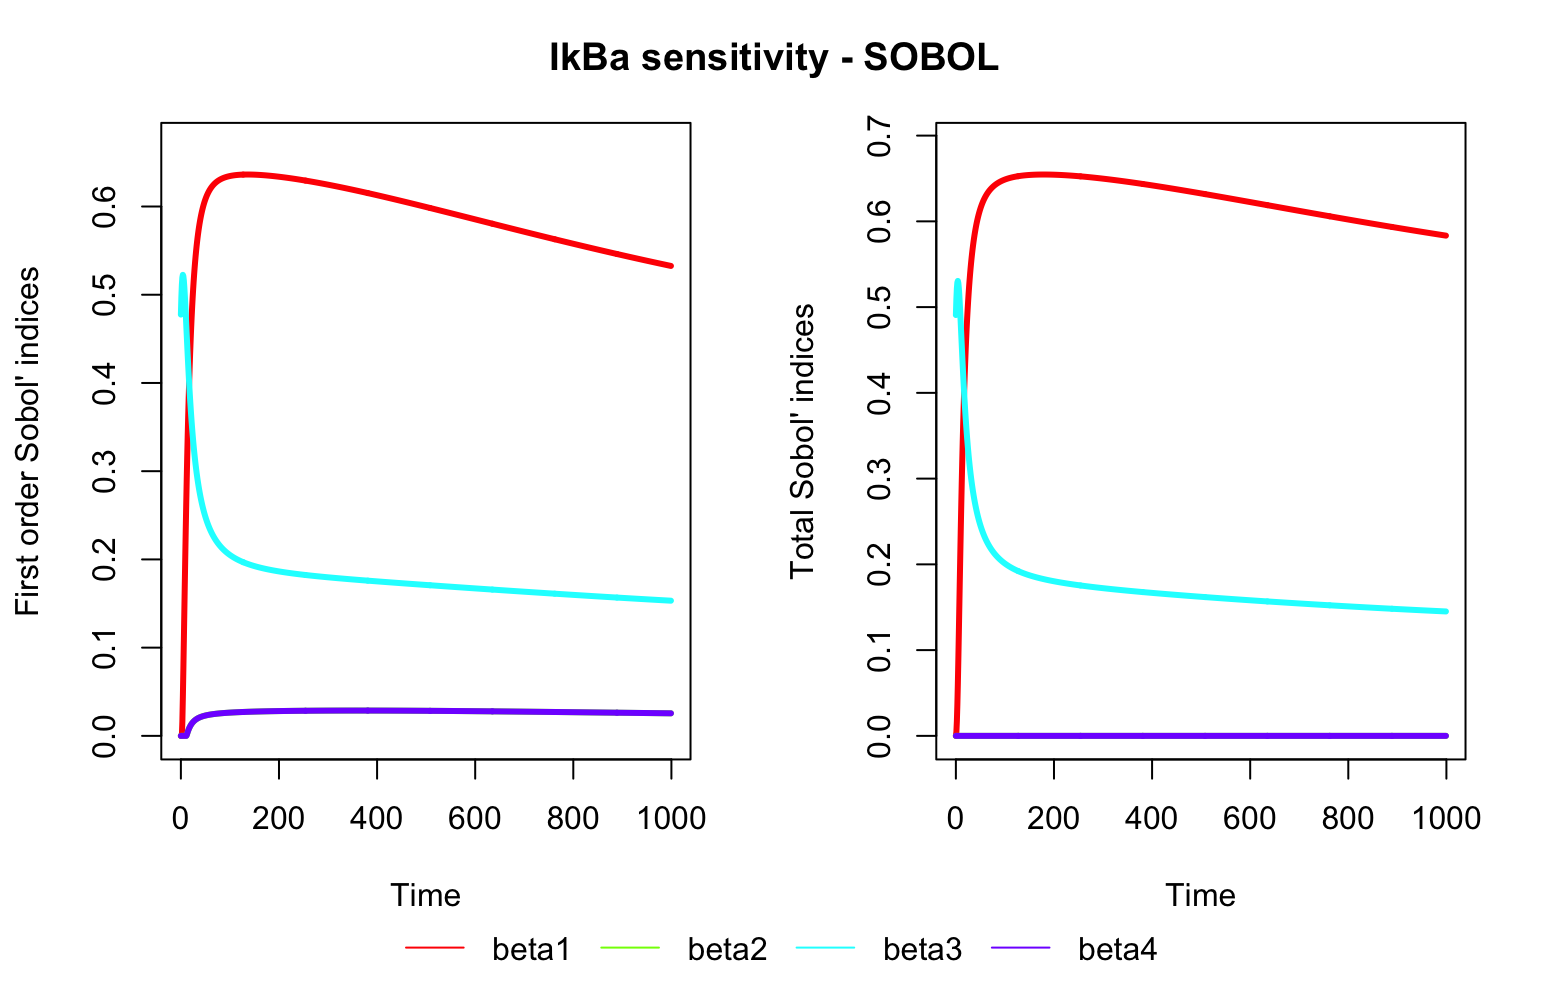 IkBa sensitivity - SOBOL
First order Sobol' indices
0.0 0.1 0.2 0.3 0.4 0.5 0.6
0 200 400 600 800 1000
Time
Total Sobol' indices
0.0 0.1 0.2 0.3 0.4 0.5 0.6 0.7
0 200 400 600 800 1000
Time
beta1 beta2 beta3 beta4